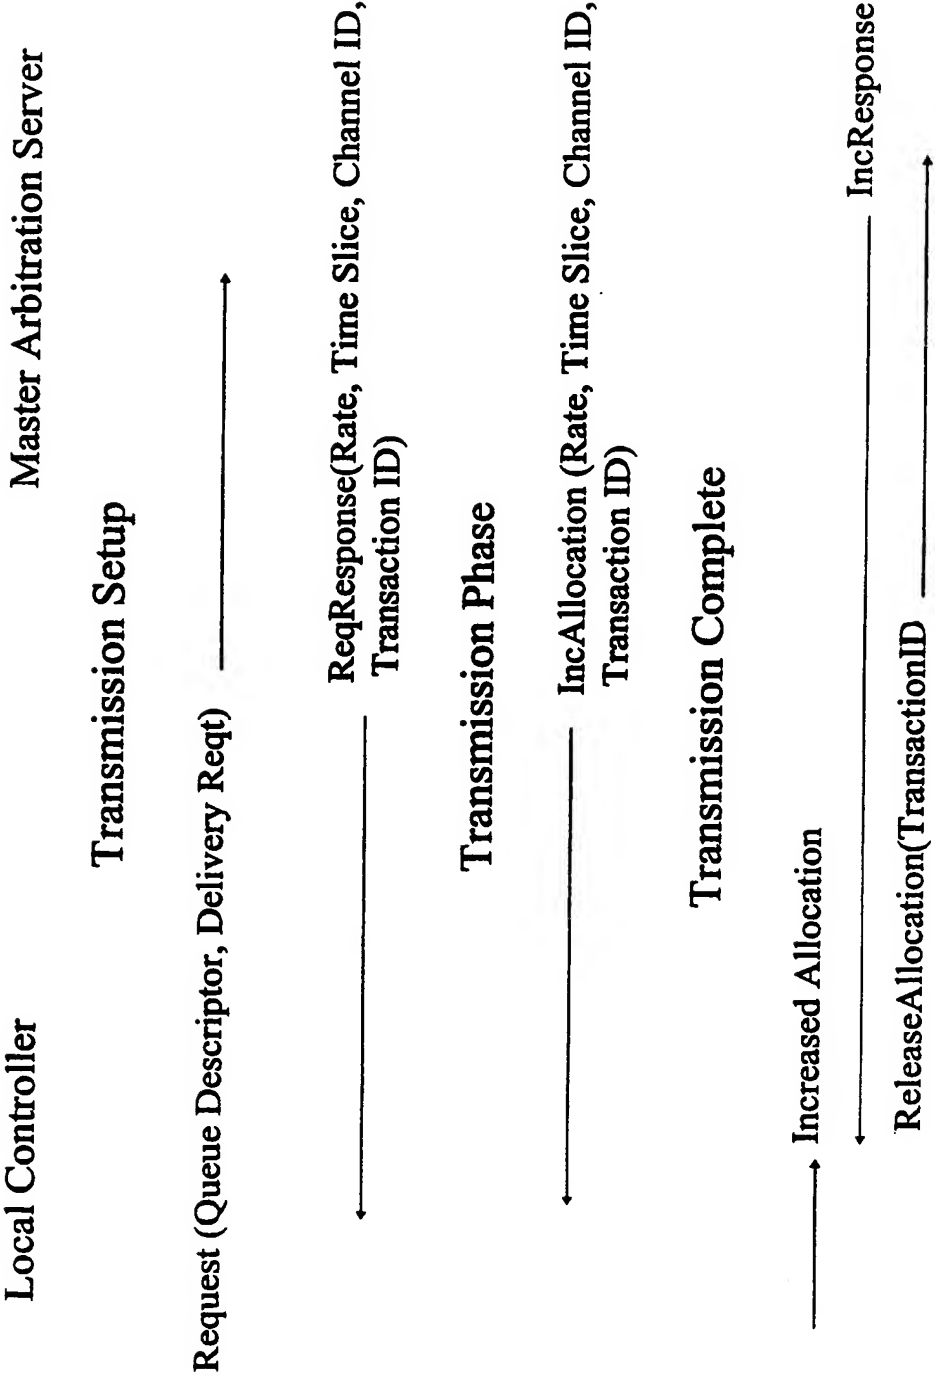 Local Controller
Master Arbitration Server
Transmission Setup
Request (Queue Descriptor, Delivery Reqt)
ReqResponse(Rate, Time Slice, Channel ID,
Transaction ID)
Transmission Phase
IncAllocation (Rate, Time Slice, Channel ID,
Transaction ID)
Transmission Complete
Increased Allocation
IncResponse
ReleaseAllocation(TransactionID